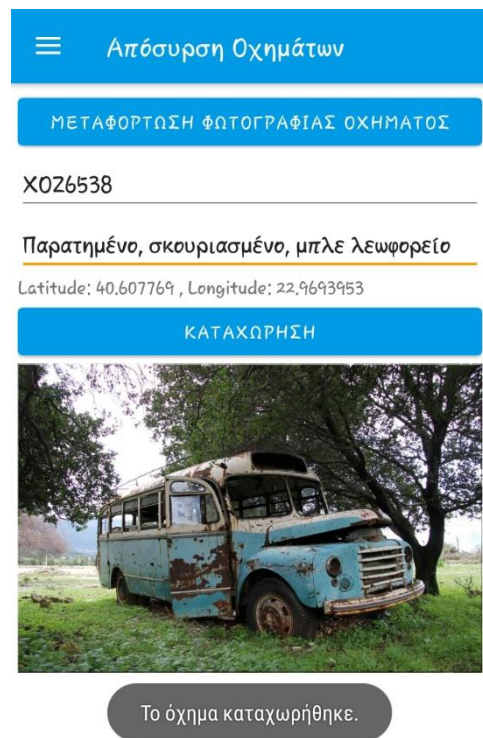 Απόσυρση Οχημάτων
ΜΕΤΑΦΟΡΤΩΣΗ ΦΩΤΟΓΡΑΦΙΑΣ ΟΧΗΜΑΤΟΣ
ΧΟΖ6538
Παρατημένο, σκουριασμένο, μπλε λεωφορείο
Latitude: 40.607769 , Longitude: 22.9693953
ΚΑΤΑΧΩΡΗΣΗ
Το όχημα καταχωρήθηκε.